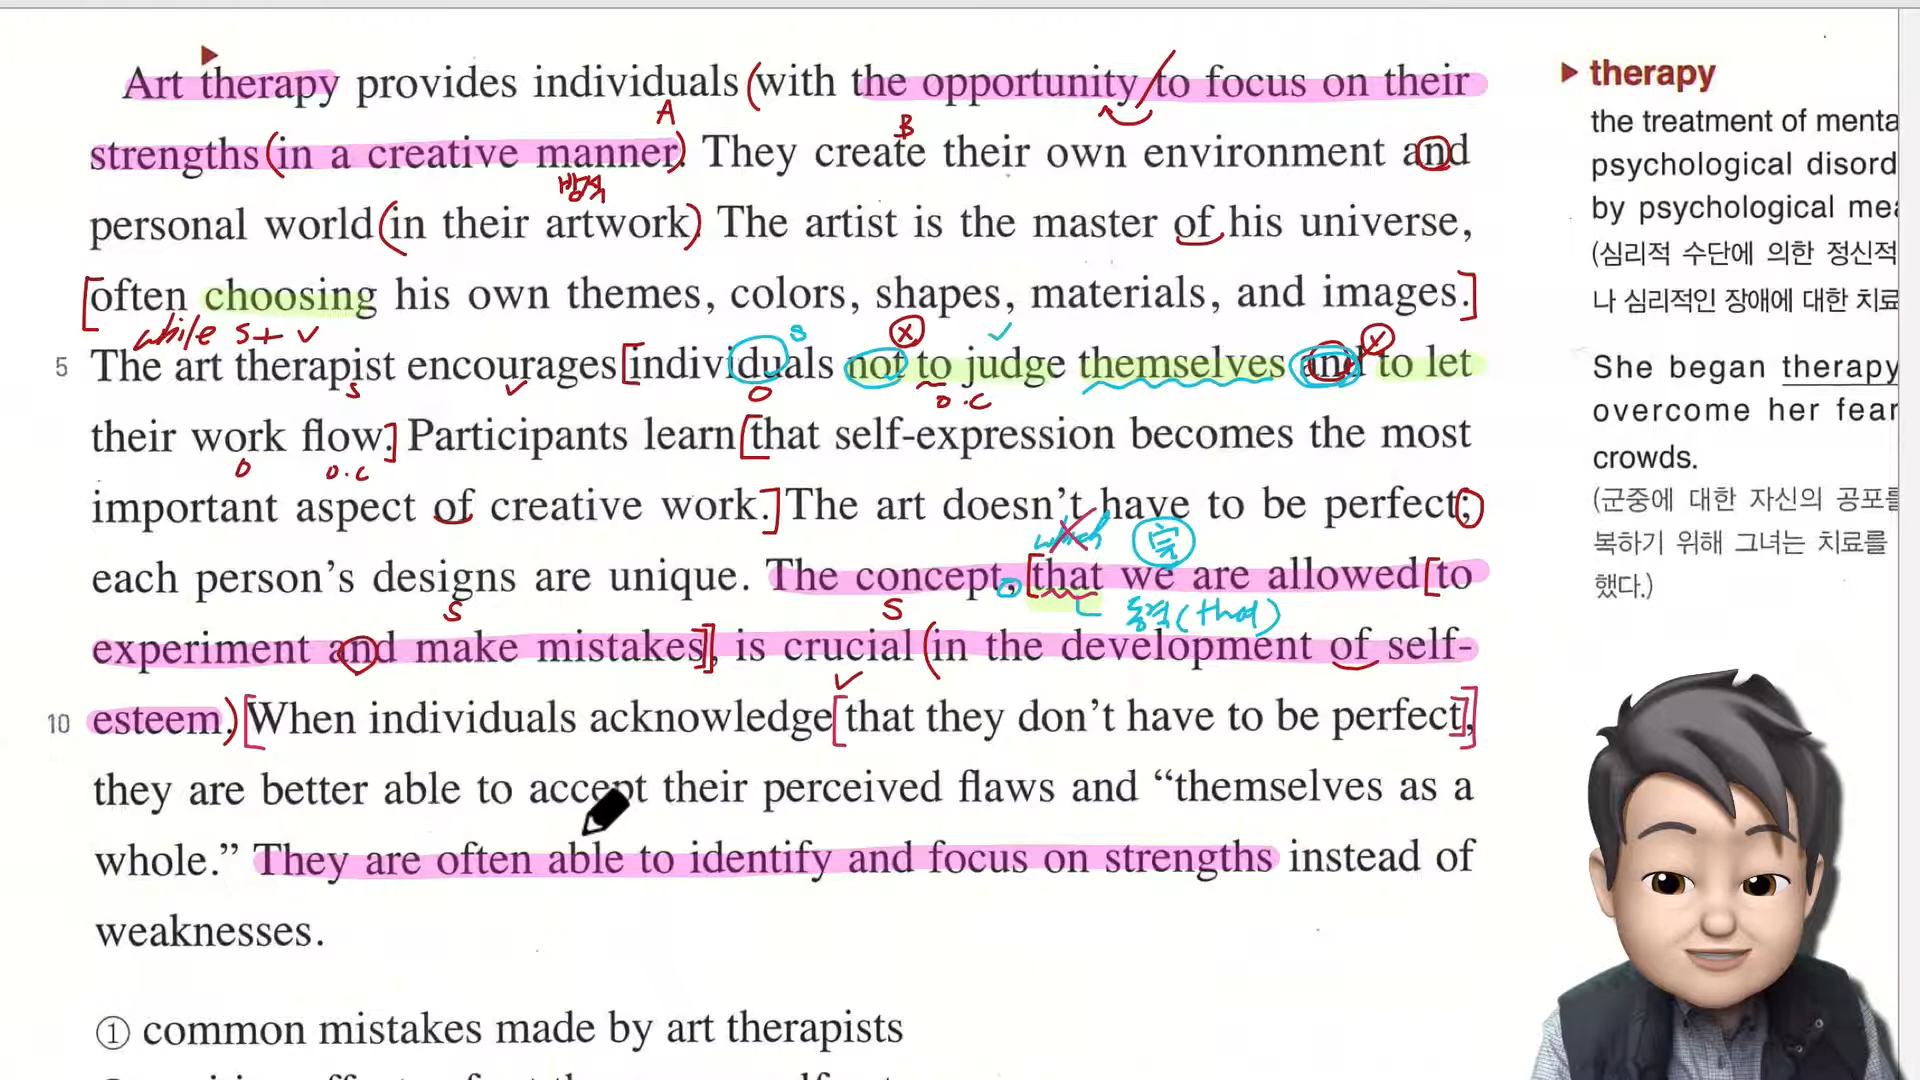 Art therapy provides individuals (with the opportunity / to focus on their
A
B
strengths (in a creative manner). They create their own environment and
방식
personal world (in their artwork). The artist is the master of his universe,
[often choosing his own themes, colors, shapes, materials, and images.]
while s+v
s
x
5 The art therapist encourages [individuals not to judge themselves and to let
s
v
o
o.c
their work flow.] Participants learn [that self-expression becomes the most
o
o.c
important aspect of creative work.] The art doesn't have to be perfect;
which
完
each person's designs are unique. The concept, [that we are allowed [to
s
s
동격(that)
experiment and make mistakes]], is crucial (in the development of self-
v
10 esteem.) [When individuals acknowledge [that they don't have to be perfect],]
they are better able to accept their perceived flaws and “themselves as a
whole.” They are often able to identify and focus on strengths instead of
weaknesses.
① common mistakes made by art therapists
▶ therapy
the treatment of menta
psychological disord
by psychological mea
(심리적 수단에 의한 정신적
나 심리적인 장애에 대한 치료
She began therapy
overcome her fear
crowds.
(군중에 대한 자신의 공포를
복하기 위해 그녀는 치료를
했다.)